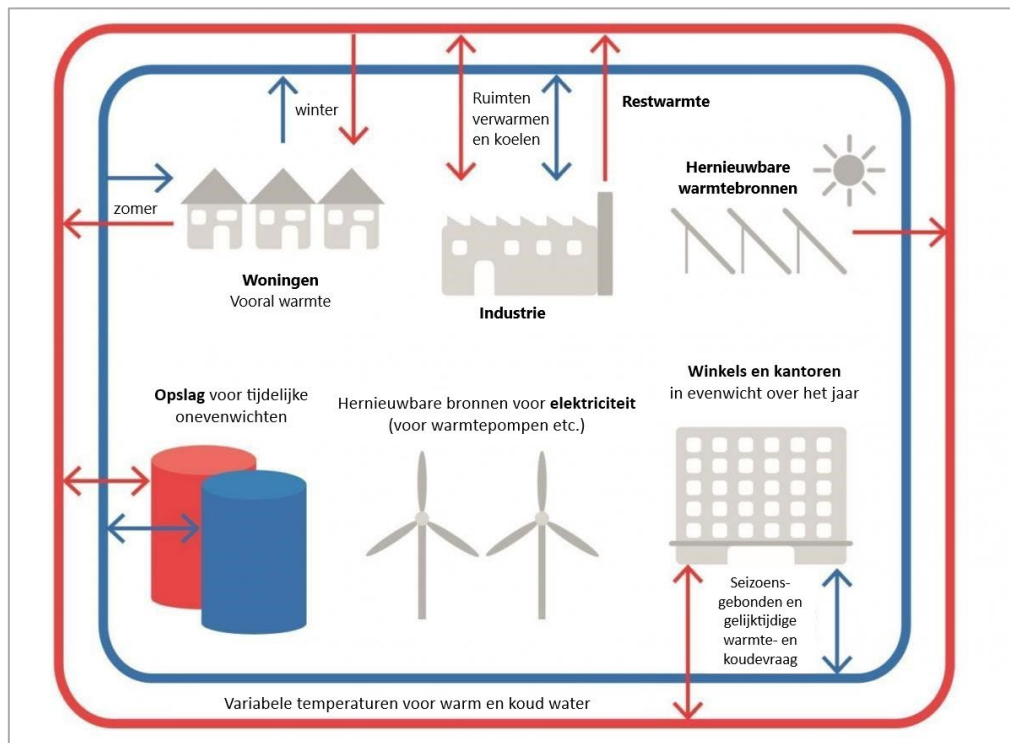 winter
Ruimten
verwarmen
en koelen
Restwarmte
Hernieuwbare
warmtebronnen
zomer
Woningen
Vooral warmte
Industrie
Opslag voor tijdelijke
onevenwichten
Hernieuwbare bronnen voor elektriciteit
(voor warmtepompen etc.)
Winkels en kantoren
in evenwicht over het jaar
Seizoens-
gebonden en
gelijktijdige
warmte- en
koudevraag
Variabele temperaturen voor warm en koud water